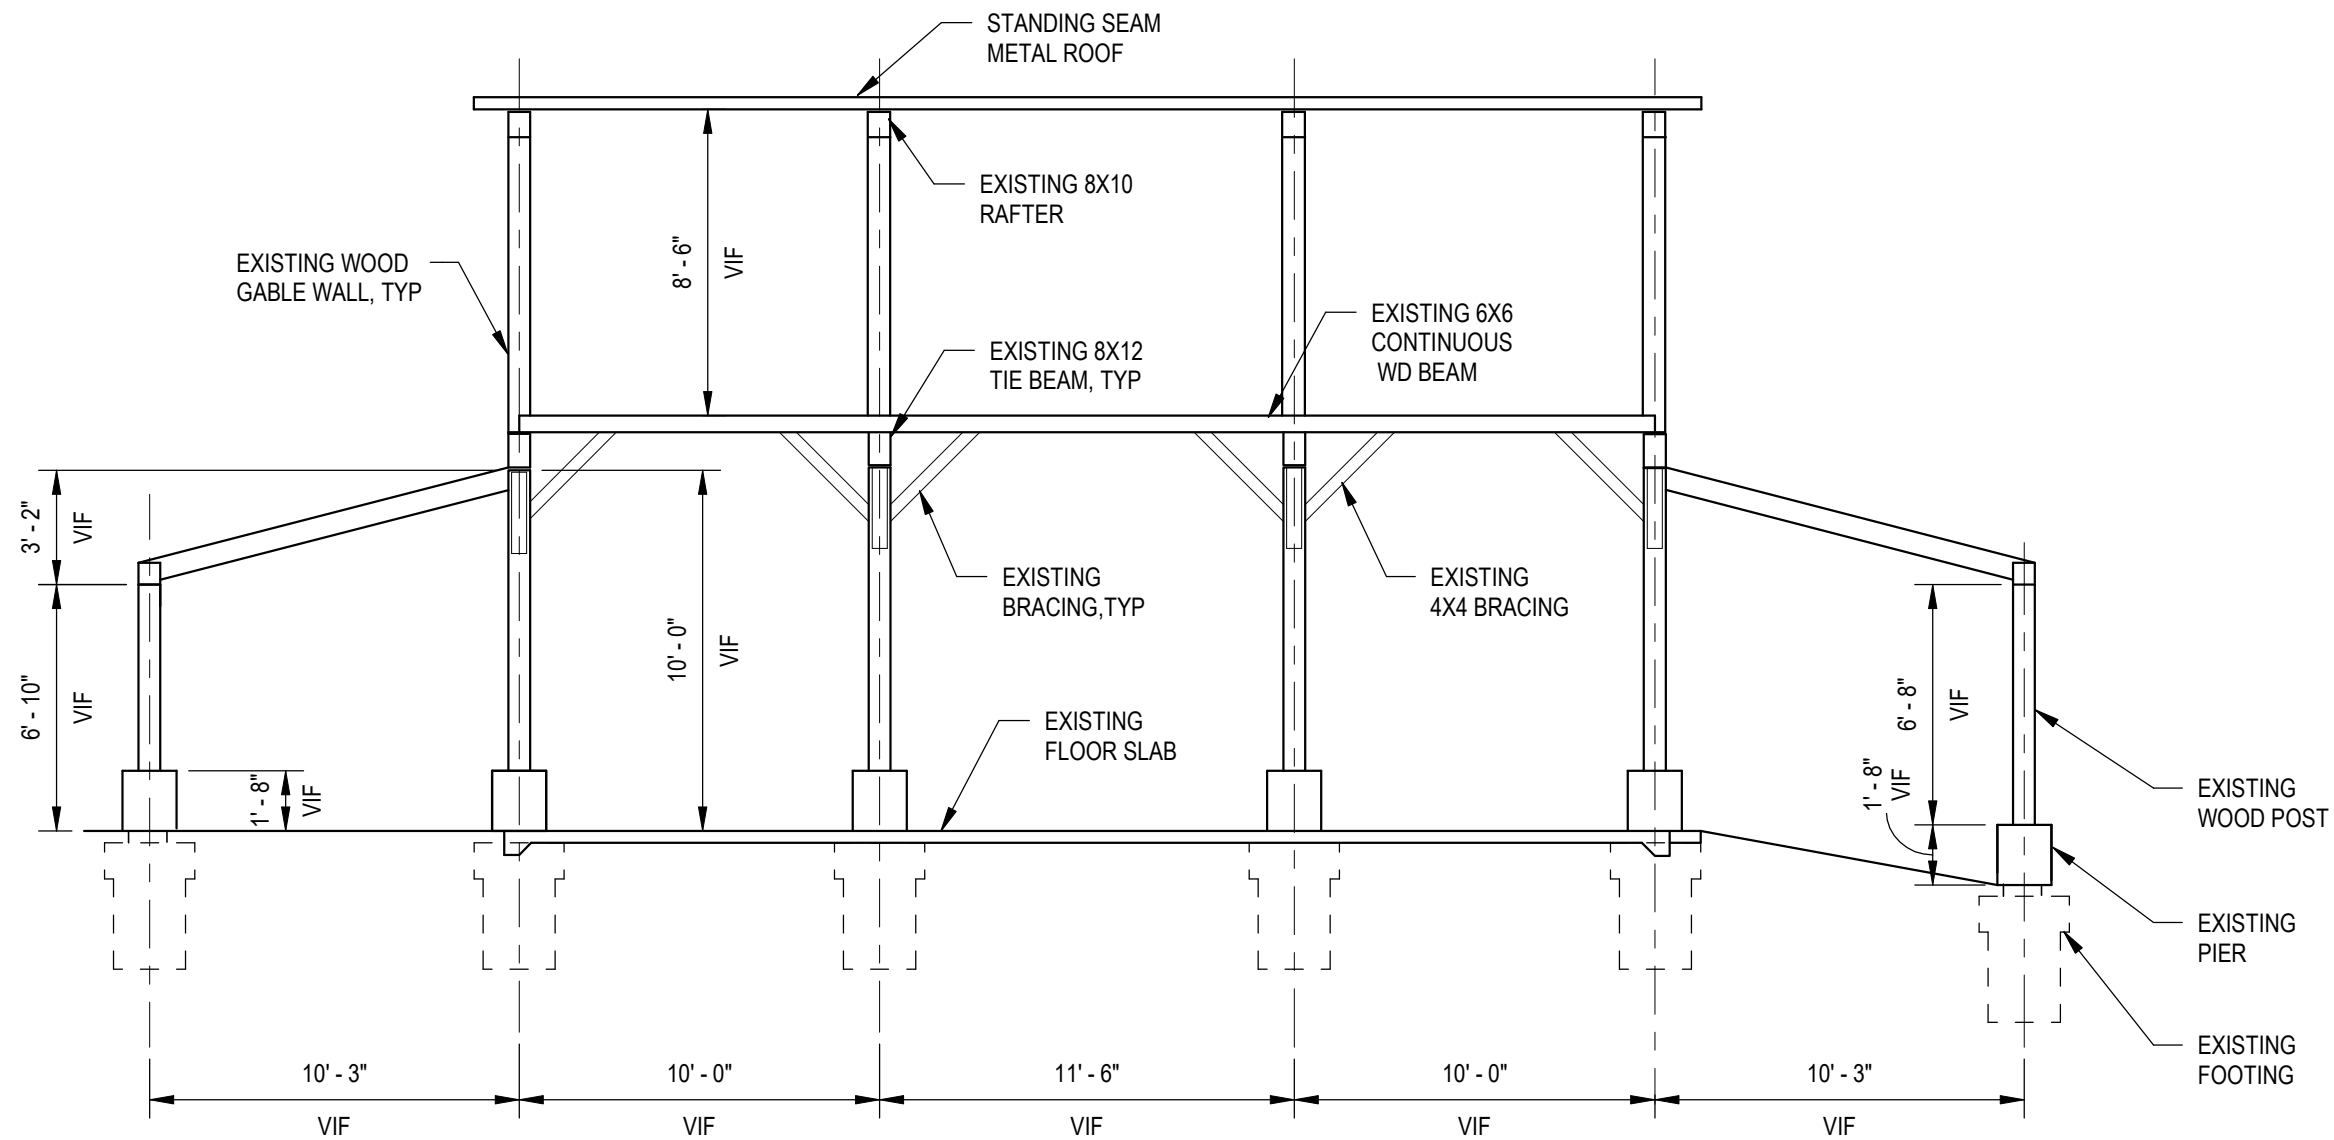 STANDING SEAM
METAL ROOF
EXISTING 8X10
RAFTER
EXISTING WOOD
GABLE WALL, TYP
8' - 6"
VIF
EXISTING 6X6
CONTINUOUS
WD BEAM
EXISTING 8X12
TIE BEAM, TYP
3' - 2"
VIF
EXISTING
BRACING,TYP
EXISTING
4X4 BRACING
10' - 0"
VIF
6' - 10"
VIF
6' - 8"
VIF
EXISTING
FLOOR SLAB
1' - 8"
VIF
1' - 8"
VIF
EXISTING
WOOD POST
EXISTING
PIER
EXISTING
FOOTING
10' - 3"
VIF
10' - 0"
VIF
11' - 6"
VIF
10' - 0"
VIF
10' - 3"
VIF